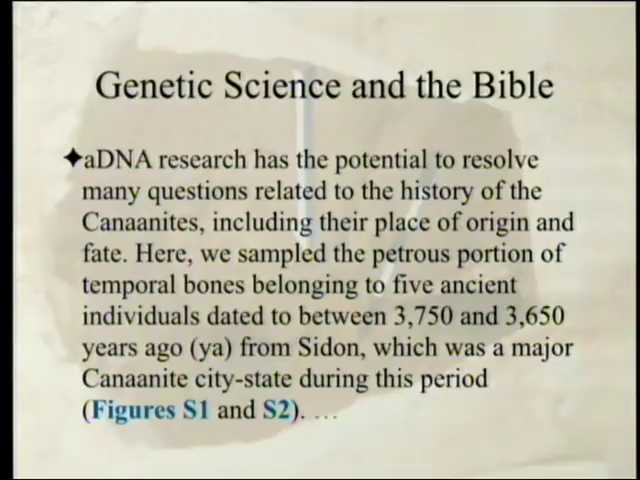 Genetic Science and the Bible
✦aDNA research has the potential to resolve
many questions related to the history of the
Canaanites, including their place of origin and
fate. Here, we sampled the petrous portion of
temporal bones belonging to five ancient
individuals dated to between 3,750 and 3,650
years ago (ya) from Sidon, which was a major
Canaanite city-state during this period
(Figures S1 and S2). …